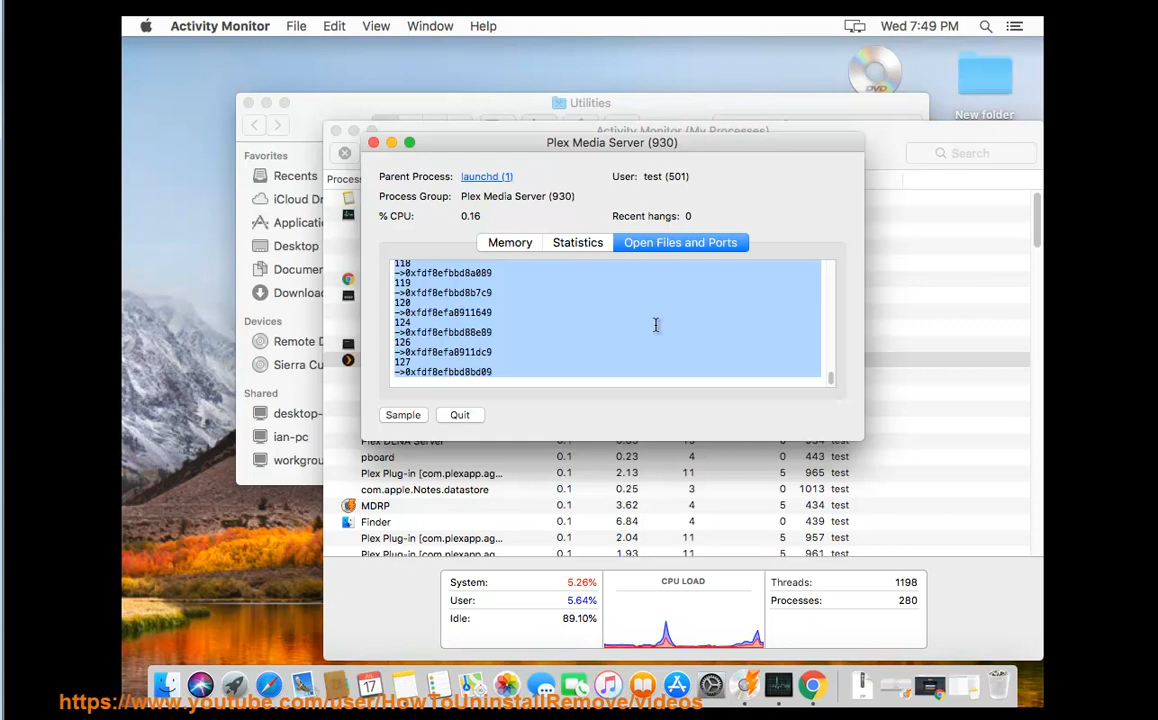 Activity Monitor File Edit View Window Help Wed 7:49 PM
DVD
New folder
Utilities
Activity Monitor (My Processes)
Search
Favorites
Recents
iCloud Dr
Applicati
Desktop
Documer
Downloac
Devices
Remote D
Sierra Cu
Shared
desktop-
ian-pc
workgrou
Process
Plex Media Server (930)
Parent Process: launchd (1) User: test (501)
Process Group: Plex Media Server (930)
% CPU: 0.16 Recent hangs: 0
Memory Statistics Open Files and Ports
118
->0xfdf8efbbd8a089
119
->0xfdf8efbbd8b7c9
120
->0xfdf8efa8911649
124
->0xfdf8efbbd88e89
126
->0xfdf8efa8911dc9
127
->0xfdf8efbbd8bd09
Sample Quit
Plex DLNA Server 0.1 test
pboard 0.1 0.23 4 0 443 test
Plex Plug-in [com.plexapp.ag... 0.1 2.13 11 5 965 test
com.apple.Notes.datastore 0.1 0.25 3 0 1013 test
MDRP 0.1 3.62 4 5 434 test
Finder 0.1 6.84 4 0 439 test
Plex Plug-in [com.plexapp.ag... 0.1 2.04 11 5 957 test
Plex Plug-in [com.plexapp.ag... 0.1 1.93 11 5 961 test
System: 5.26% CPU LOAD Threads: 1198
User: 5.64% Processes: 280
Idle: 89.10%
17
https://www.youtube.com/user/HowToUninstallRemove/Videos